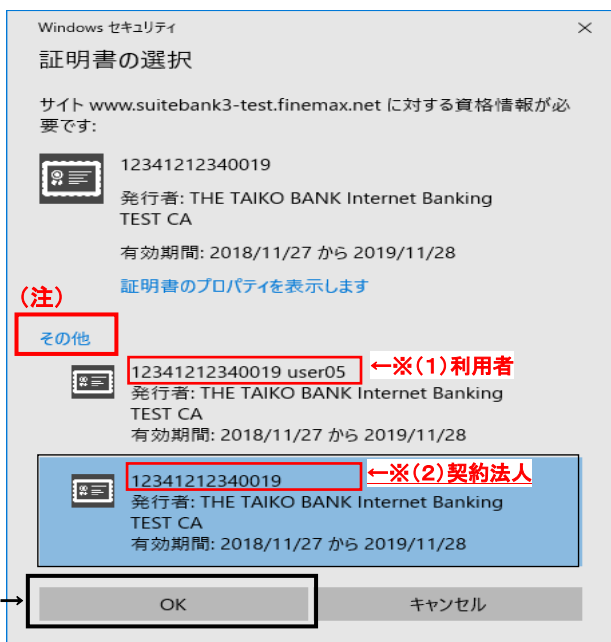 Windows セキュリティ
証明書の選択
サイト www.suitebank3-test.finemax.net に対する資格情報が必
要です:
12341212340019
発行者: THE TAIKO BANK Internet Banking
TEST CA
有効期間: 2018/11/27 から 2019/11/28
証明書のプロパティを表示します
（注）
その他
12341212340019 user05 ←※（1）利用者
発行者: THE TAIKO BANK Internet Banking
TEST CA
有効期間: 2018/11/27 から 2019/11/28
12341212340019 ←※（2）契約法人
発行者: THE TAIKO BANK Internet Banking
TEST CA
有効期間: 2018/11/27 から 2019/11/28
→ OK キャンセル